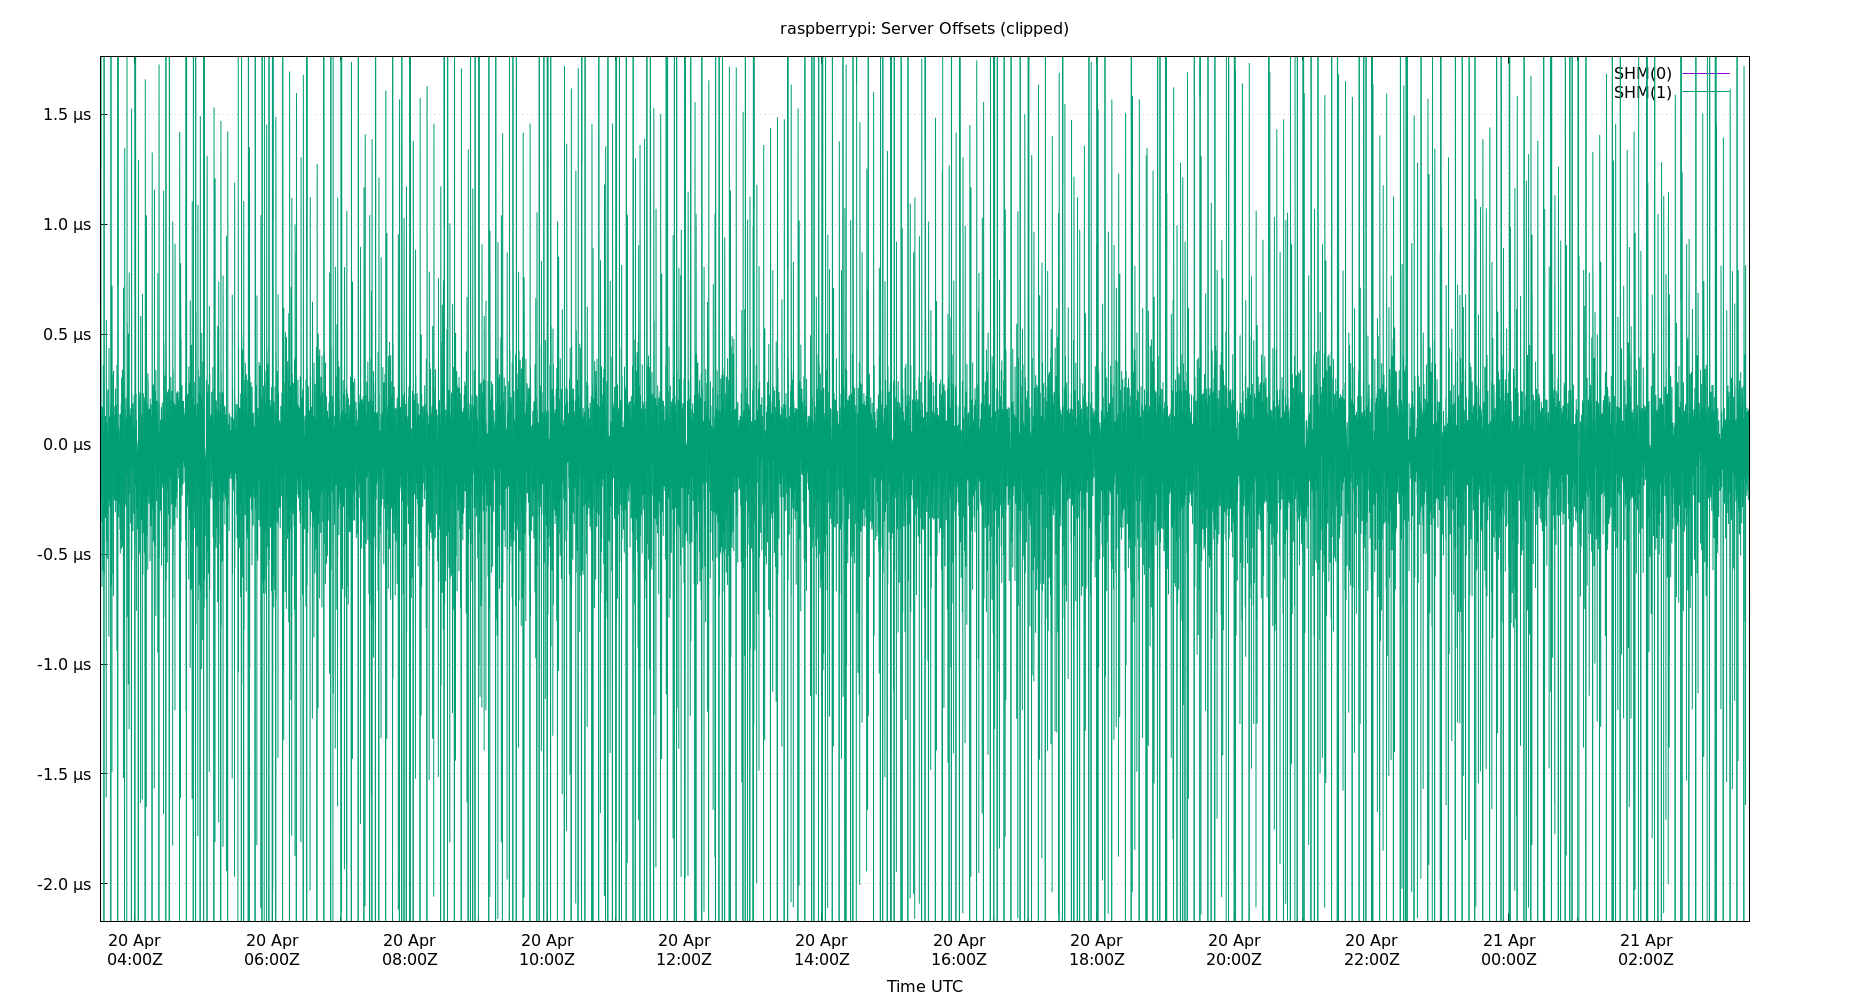 raspberrypi: Server Offsets (clipped)
SHM(0)
SHM(1)
1.5 µs
1.0 µs
0.5 µs
0.0 µs
-0.5 µs
-1.0 µs
-1.5 µs
-2.0 µs
20 Apr 20 Apr 20 Apr 20 Apr 20 Apr 20 Apr 20 Apr 20 Apr 20 Apr 20 Apr 21 Apr 21 Apr
04:00Z 06:00Z 08:00Z 10:00Z 12:00Z 14:00Z 16:00Z 18:00Z 20:00Z 22:00Z 00:00Z 02:00Z
Time UTC